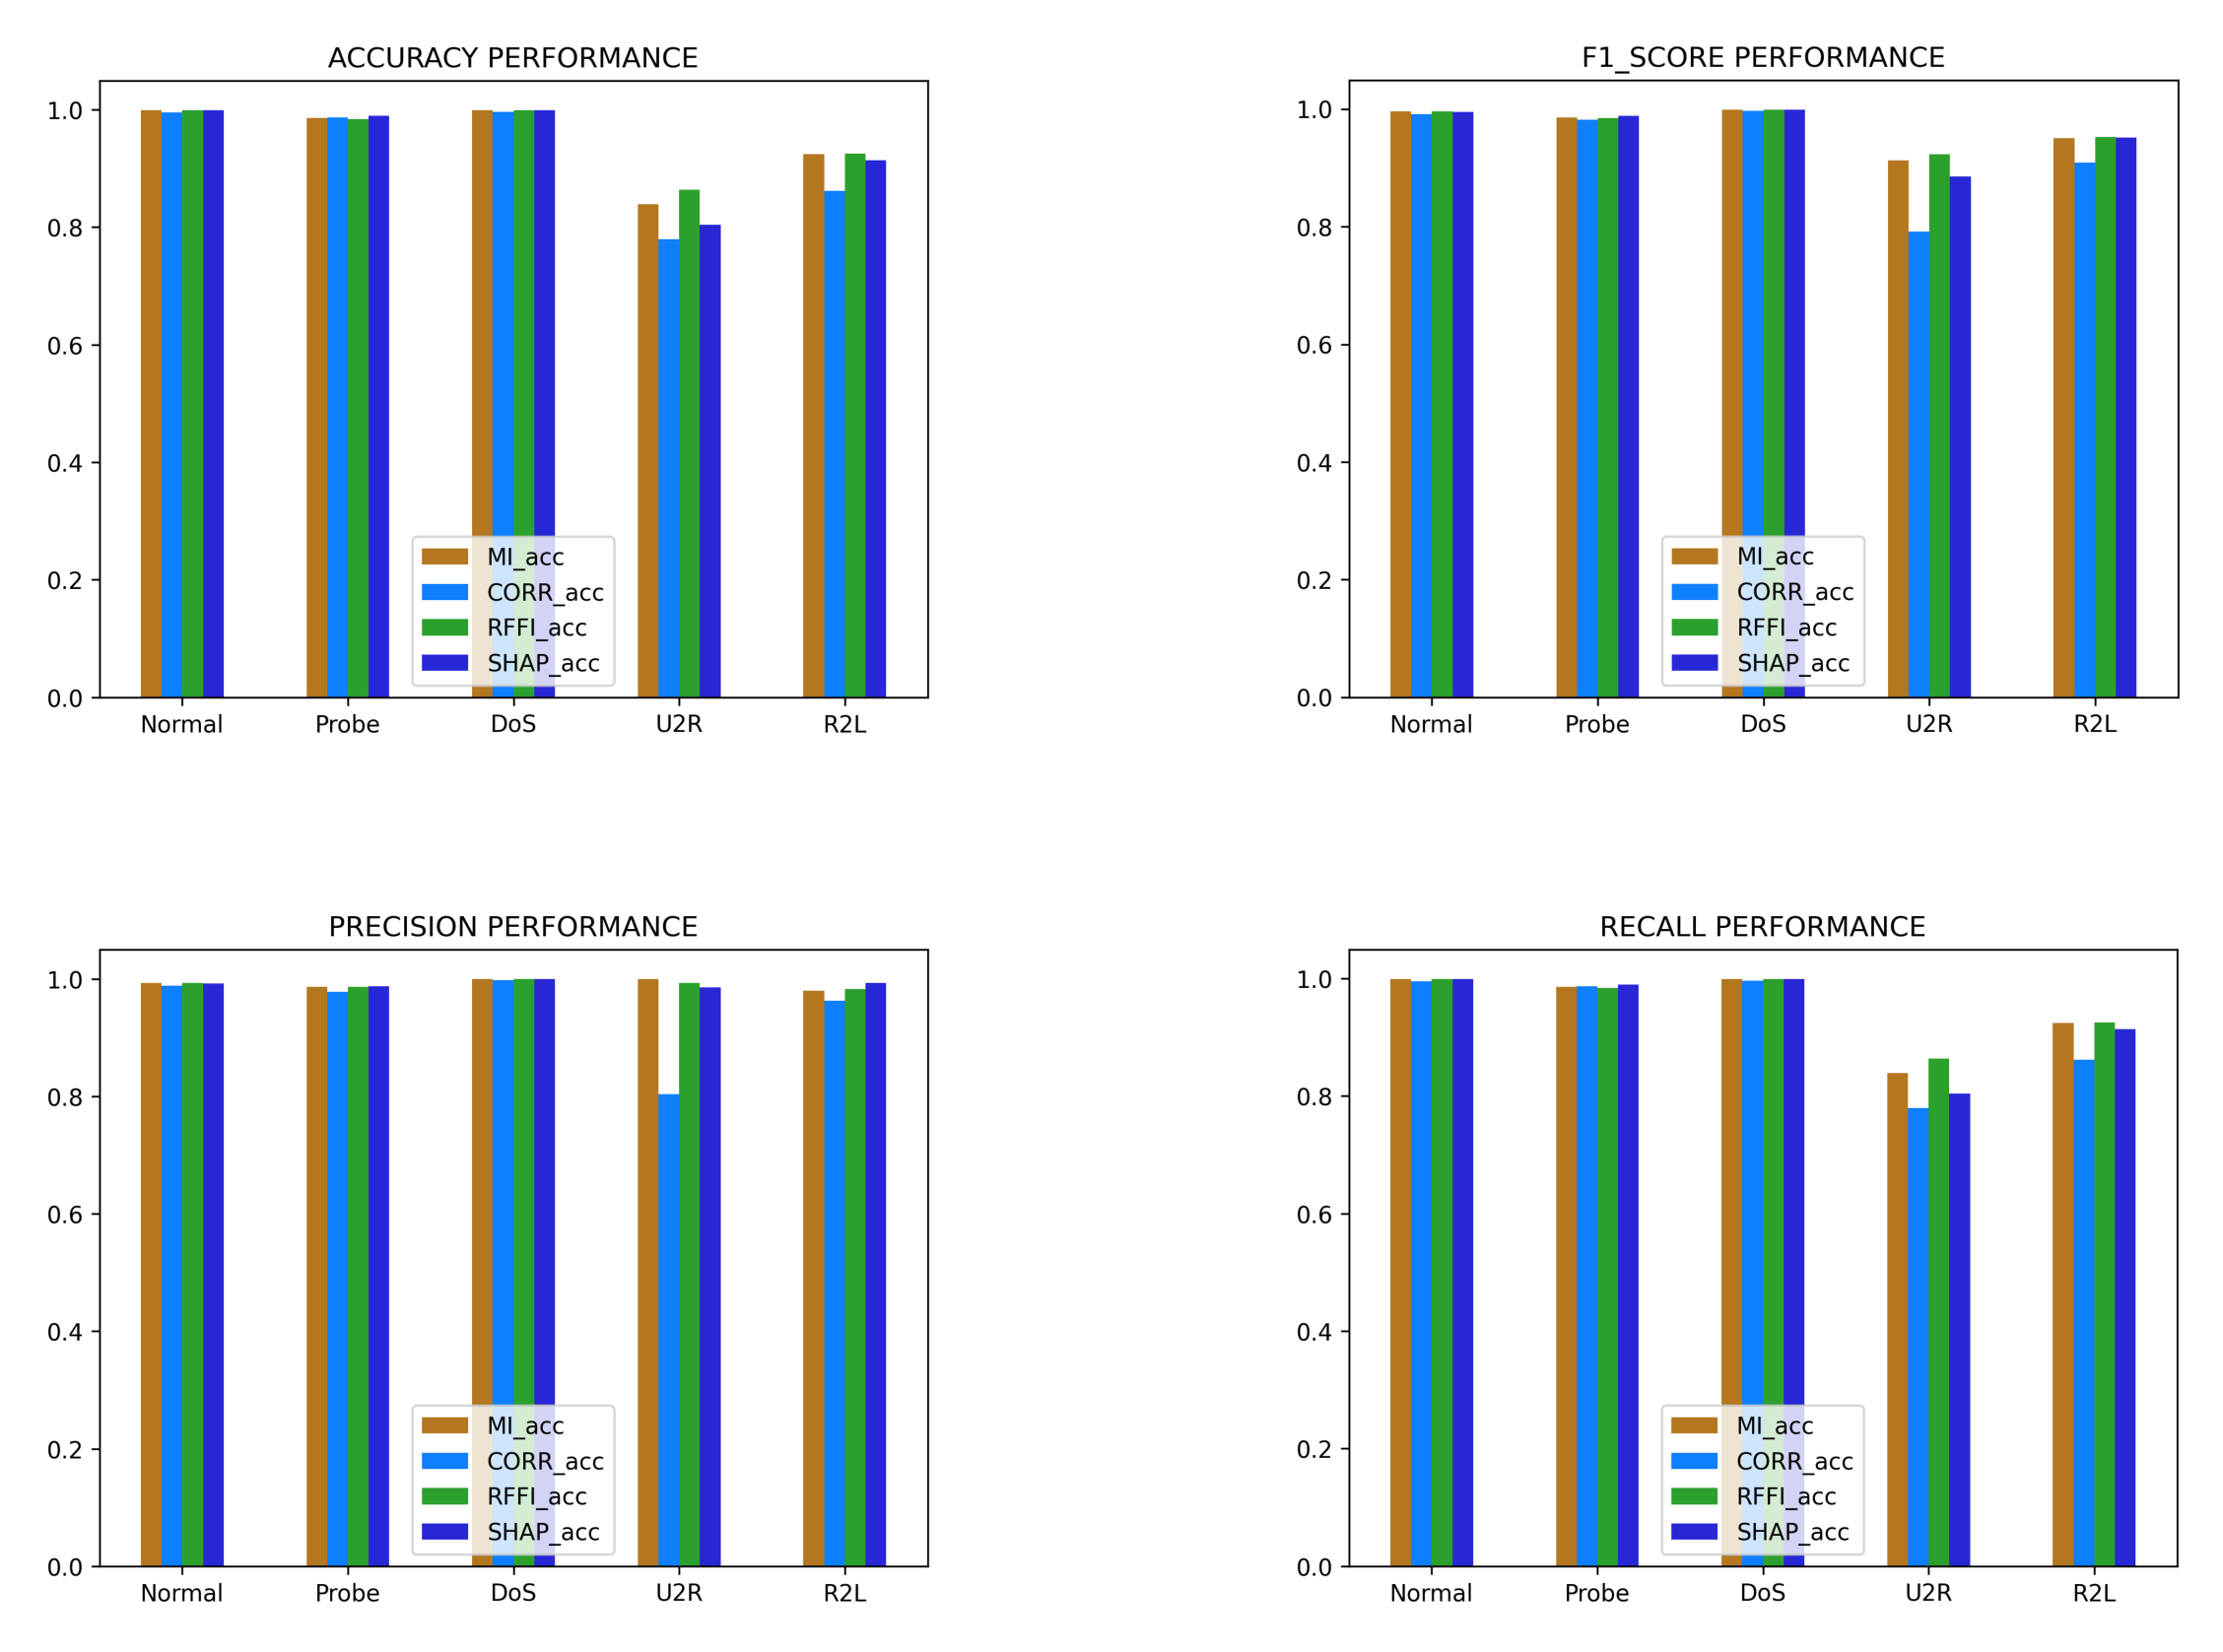 ACCURACY PERFORMANCE
1.0
0.8
0.6
0.4
0.2
0.0
MI_acc
CORR_acc
RFFI_acc
SHAP_acc
Normal Probe DoS U2R R2L
F1_SCORE PERFORMANCE
1.0
0.8
0.6
0.4
0.2
0.0
MI_acc
CORR_acc
RFFI_acc
SHAP_acc
Normal Probe DoS U2R R2L
PRECISION PERFORMANCE
1.0
0.8
0.6
0.4
0.2
0.0
MI_acc
CORR_acc
RFFI_acc
SHAP_acc
Normal Probe DoS U2R R2L
RECALL PERFORMANCE
1.0
0.8
0.6
0.4
0.2
0.0
MI_acc
CORR_acc
RFFI_acc
SHAP_acc
Normal Probe DoS U2R R2L